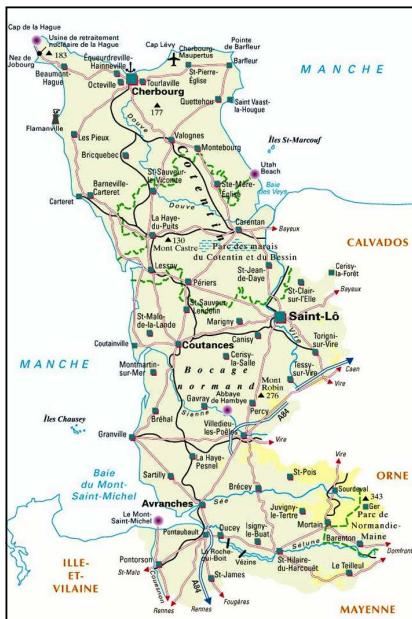 Cap de la Hague
Usine de retraitement
nucléaire de la Hague
183
Nez de
Jobourg
Beaumont-
Hague
Équeurdreville-
Hainneville
Octeville
Cherbourg
Tourlaville
Cap Lévy
Cherbourg-
Maupertus
St-Pierre-
Église
Pointe
de Barfleur
Barfleur
MANCHE
177
Quettehou
Saint Vaast-
la-Hougue
Flamanville
Les Pieux
Douve
Valognes
Îles St-Marcouf
Bricquebec
Montebourg
Utah
Beach
St-Sauveur-
le-Vicomte
Ste-Mère-
Église
Baie
des Veys
Barneville-
Carteret
Carteret
Cotentin
Douve
La Haye-
du-Puits
Carentan
Bayeux
130
Mont Castre
CALVADOS
Parc des marais
du Cotentin et du Bessin
Lessay
Périers
St-Jean-
de-Daye
Cerisy-
la-Forêt
St-Clair-
sur-l'Elle
Bayeux
St-Sauveur-
Lendelin
St-Malo-
de-la-Lande
Marigny
Saint-Lô
Vire
Coutainville
Coutances
Canisy
Torigni-
sur-Vire
Cerisy-
la-Salle
MANCHE
Montmartin-
sur-Mer
Bocage
normand
Mont
Robin
276
Tessy-
sur-Vire
Caen
Abbaye
de Hambye
Gavray
Percy
Sienne
A84
Vire
Îles Chausey
Bréhal
Villedieu-
les-Poêles
Granville
Vire
La Haye-
Pesnel
Vire
Baie
du Mont-
Saint-Michel
Sartilly
St-Pois
ORNE
Brécey
Sourdeval
343
Ger
Avranches
Sée
Juvigny-
le-Tertre
Parc de
Normandie-
Maine
Le Mont-
Saint-Michel
Mortain
Pontaubault
Ducey
Isigny-
le-Buat
Barenton
Domfront
Pontorson
La Roche-
qui-Boit
Vézins
Sélune
St-Hilaire-
du-Harcouët
Le Teilleul
ILLE-
ET-
VILAINE
St-Malo
Couesnon
St-James
A84
Rennes
Rennes
Fougères
MAYENNE